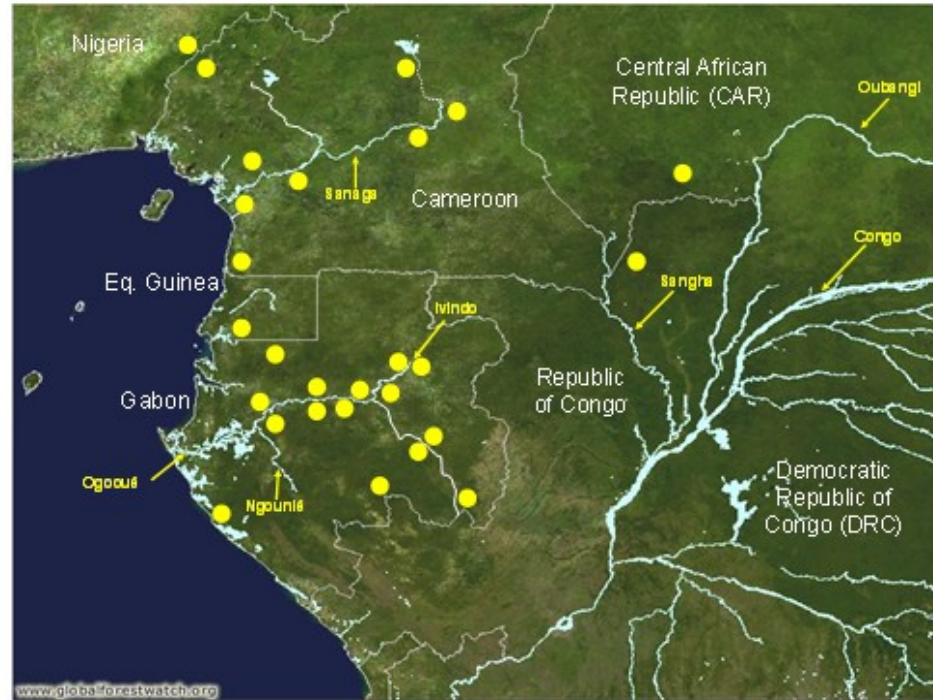 Nigeria
Central African
Republic (CAR)
Oubangi
Sanaga
Cameroon
Congo
Eq. Guinea
Sangha
Ivindo
Republic
of Congo
Gabon
Ogooué
Ngounié
Democratic
Republic of
Congo (DRC)
www.globalforestwatch.org